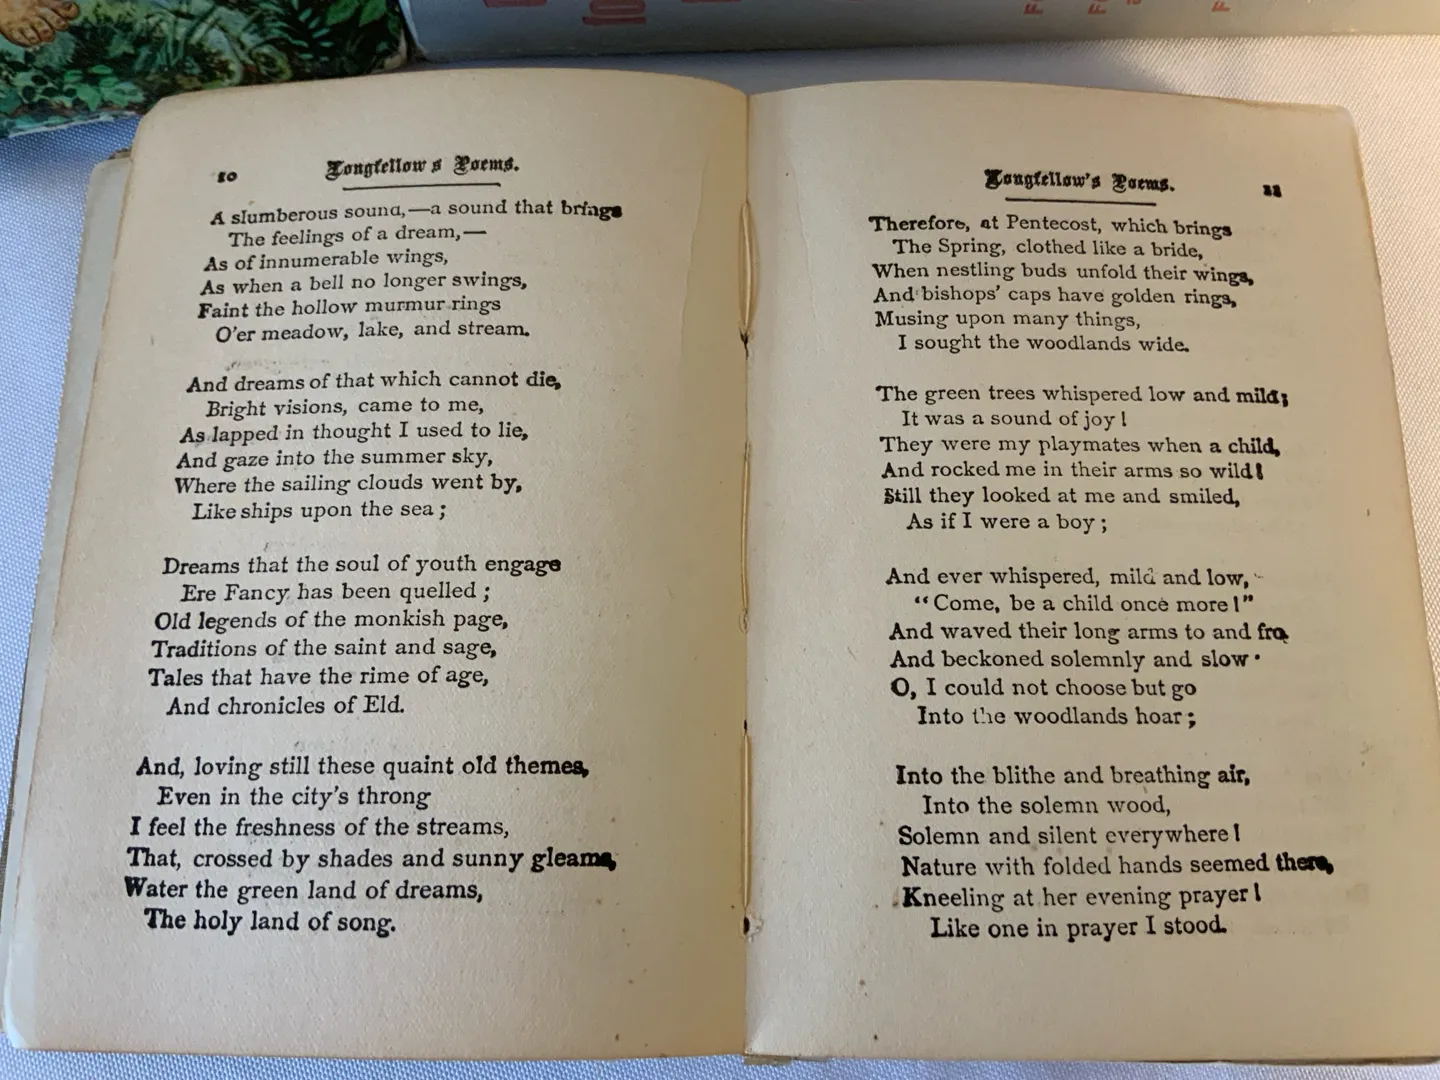 10
Longfellow's Poems.
A slumberous sound,—a sound that brings
The feelings of a dream,—
As of innumerable wings,
As when a bell no longer swings,
Faint the hollow murmur rings
O'er meadow, lake, and stream.
And dreams of that which cannot die,
Bright visions, came to me,
As lapped in thought I used to lie,
And gaze into the summer sky,
Where the sailing clouds went by,
Like ships upon the sea;
Dreams that the soul of youth engage
Ere Fancy has been quelled;
Old legends of the monkish page,
Traditions of the saint and sage,
Tales that have the rime of age,
And chronicles of Eld.
And, loving still these quaint old themes,
Even in the city's throng
I feel the freshness of the streams,
That, crossed by shades and sunny gleams,
Water the green land of dreams,
The holy land of song.
Longfellow's Poems.
11
Therefore, at Pentecost, which brings
The Spring, clothed like a bride,
When nestling buds unfold their wings,
And bishops' caps have golden rings,
Musing upon many things,
I sought the woodlands wide.
The green trees whispered low and mild;
It was a sound of joy!
They were my playmates when a child,
And rocked me in their arms so wild!
Still they looked at me and smiled,
As if I were a boy;
And ever whispered, mild and low,
"Come, be a child once more!"
And waved their long arms to and fro,
And beckoned solemnly and slow
O, I could not choose but go
Into the woodlands hoar;
Into the blithe and breathing air,
Into the solemn wood,
Solemn and silent everywhere!
Nature with folded hands seemed there,
Kneeling at her evening prayer!
Like one in prayer I stood.